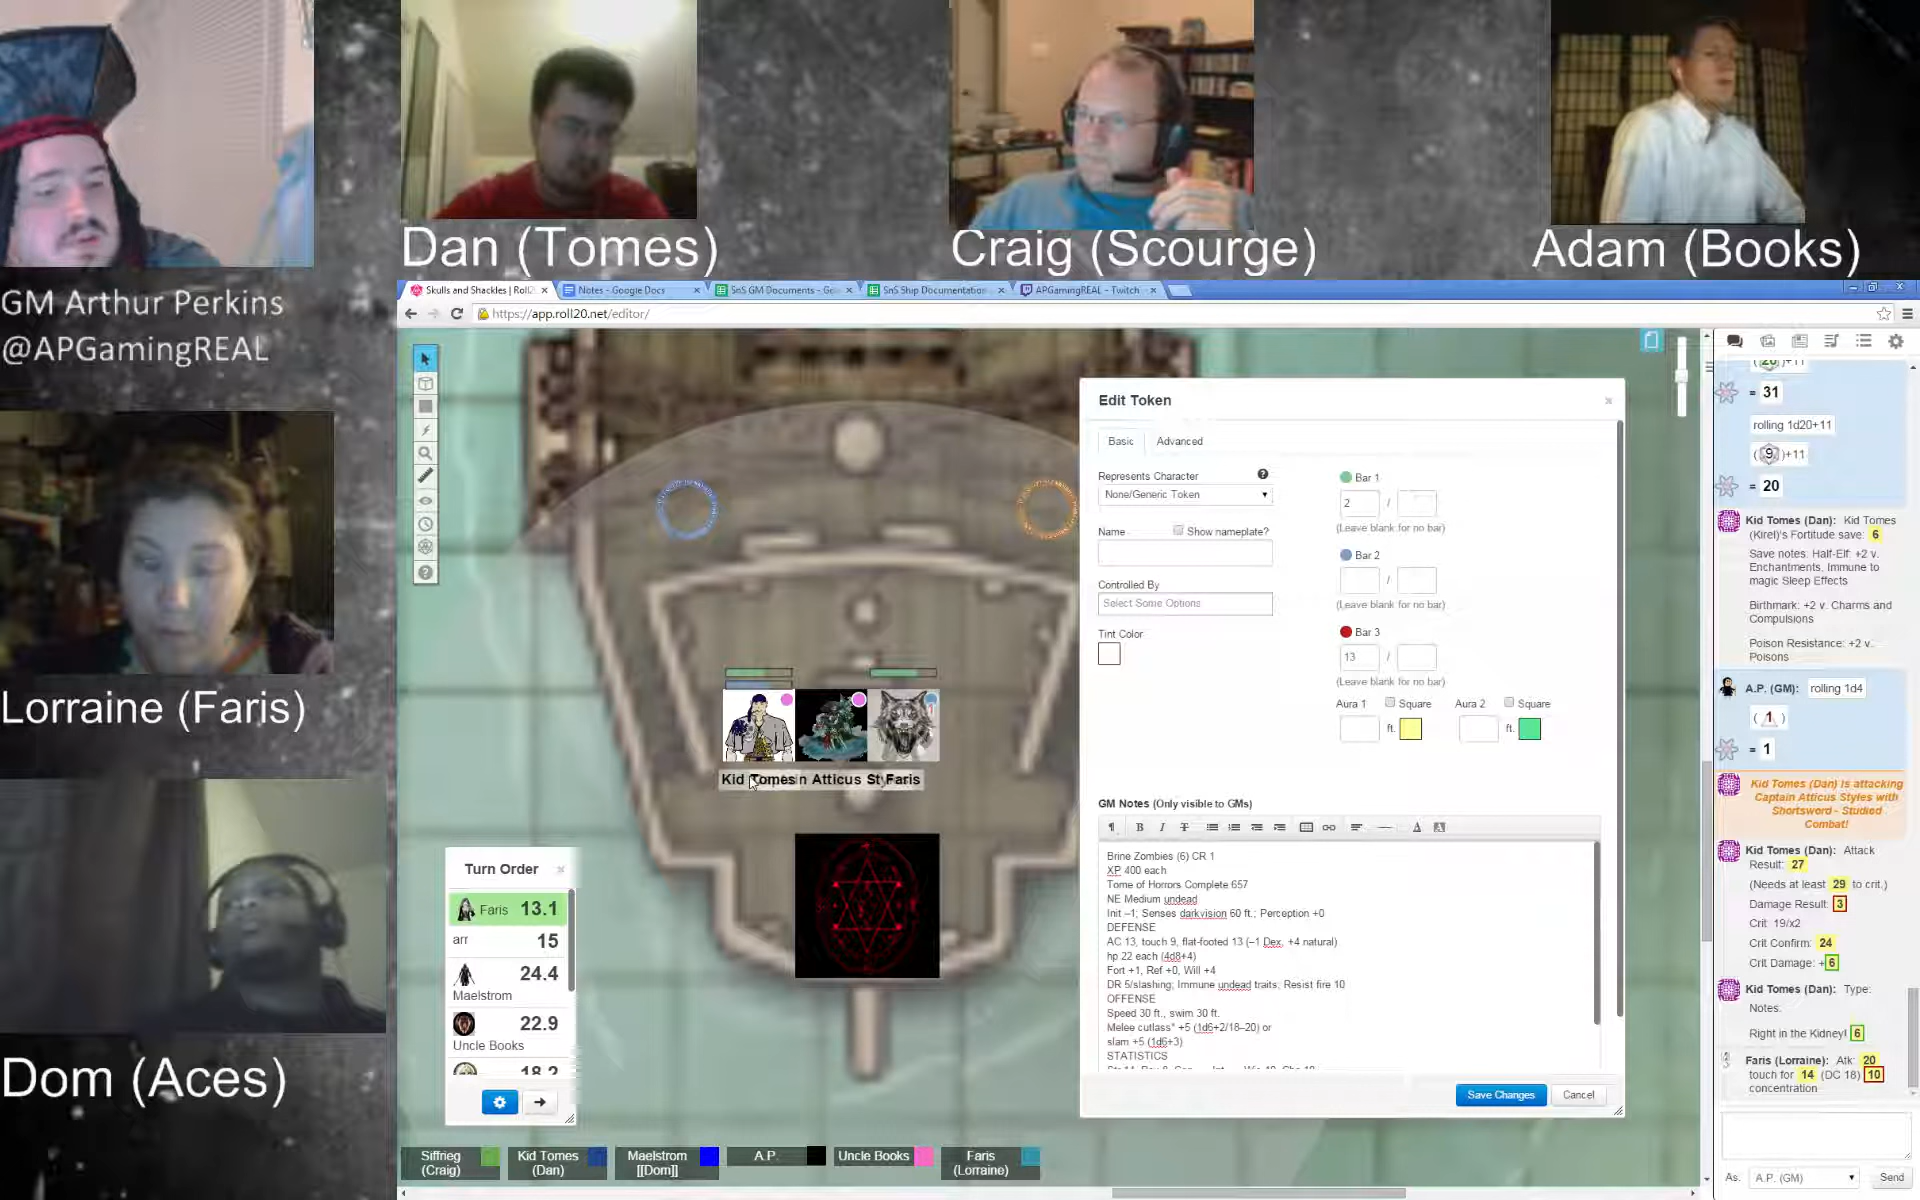 Dan (Tomes)
Craig (Scourge)
Adam (Books)
GM Arthur Perkins
@APGamingREAL
Lorraine (Faris)
Dom (Aces)
Skulls and Shackles | Roll2
Notes - Google Docs
SnS GM Documents - Go
SnS Ship Documentation
APGamingREAL - Twitch
https://app.roll20.net/editor/
Kid Tomes
Atticus St
Faris
Turn Order
Faris 13.1
arr 15
24.4
Maelstrom
22.9
Uncle Books
18.2
Siffrieg
(Craig)
Kid Tomes
(Dan)
Maelstrom
[[Dom]]
A.P.
Uncle Books
Faris
(Lorraine)
Edit Token
Basic
Advanced
Represents Character
None/Generic Token
Name
Show nameplate?
Controlled By
Select Some Options
Tint Color
Bar 1
2 /
(Leave blank for no bar)
Bar 2
/
(Leave blank for no bar)
Bar 3
13 /
(Leave blank for no bar)
Aura 1 Square Aura 2 Square
ft. ft.
GM Notes (Only visible to GMs)
Brine Zombies (6) CR 1
XP 400 each
Tome of Horrors Complete 657
NE Medium undead
Init –1; Senses darkvision 60 ft.; Perception +0
DEFENSE
AC 13, touch 9, flat-footed 13 (–1 Dex, +4 natural)
hp 22 each (4d8+4)
Fort +1, Ref +0, Will +4
DR 5/slashing; Immune undead traits; Resist fire 10
OFFENSE
Speed 30 ft., swim 30 ft.
Melee cutlass* +5 (1d6+2/18–20) or
slam +5 (1d6+3)
STATISTICS
Save Changes
Cancel
(20)+11
= 31
rolling 1d20+11
(9)+11
= 20
Kid Tomes (Dan): Kid Tomes
(Kirel)'s Fortitude save: 6
Save notes: Half-Elf: +2 v.
Enchantments, Immune to
magic Sleep Effects
Birthmark: +2 v. Charms and
Compulsions
Poison Resistance: +2 v.
Poisons
A.P. (GM): rolling 1d4
(1)
= 1
Kid Tomes (Dan) is attacking
Captain Atticus Styles with
Shortsword - Studied
Combat!
Kid Tomes (Dan): Attack
Result: 27
(Needs at least 29 to crit.)
Damage Result: 3
Crit: 19/x2
Crit Confirm: 24
Crit Damage: +6
Kid Tomes (Dan): Type:
Notes:
Right in the Kidney! 6
Faris (Lorraine): Atk: 20
touch for 14 (DC 18) 10
concentration
As: A.P. (GM)
Send